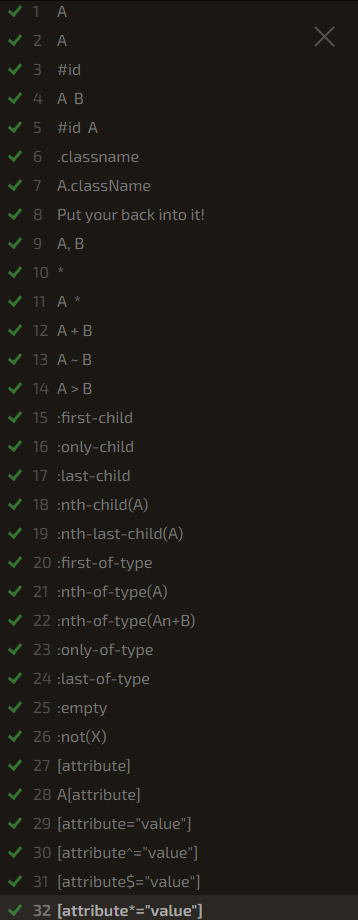 1 A
2 A
3 #id
4 A B
5 #id A
6 .classname
7 A.className
8 Put your back into it!
9 A, B
10 *
11 A *
12 A + B
13 A ~ B
14 A > B
15 :first-child
16 :only-child
17 :last-child
18 :nth-child(A)
19 :nth-last-child(A)
20 :first-of-type
21 :nth-of-type(A)
22 :nth-of-type(An+B)
23 :only-of-type
24 :last-of-type
25 :empty
26 :not(X)
27 [attribute]
28 A[attribute]
29 [attribute="value"]
30 [attribute^="value"]
31 [attribute$="value"]
32 [attribute*="value"]